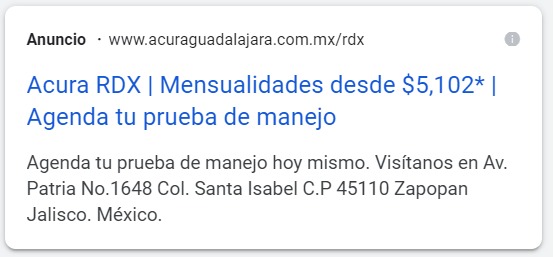 Anuncio · www.acuraguadalajara.com.mx/rdx
Acura RDX | Mensualidades desde $5,102* |
Agenda tu prueba de manejo
Agenda tu prueba de manejo hoy mismo. Visítanos en Av.
Patria No.1648 Col. Santa Isabel C.P 45110 Zapopan
Jalisco. México.